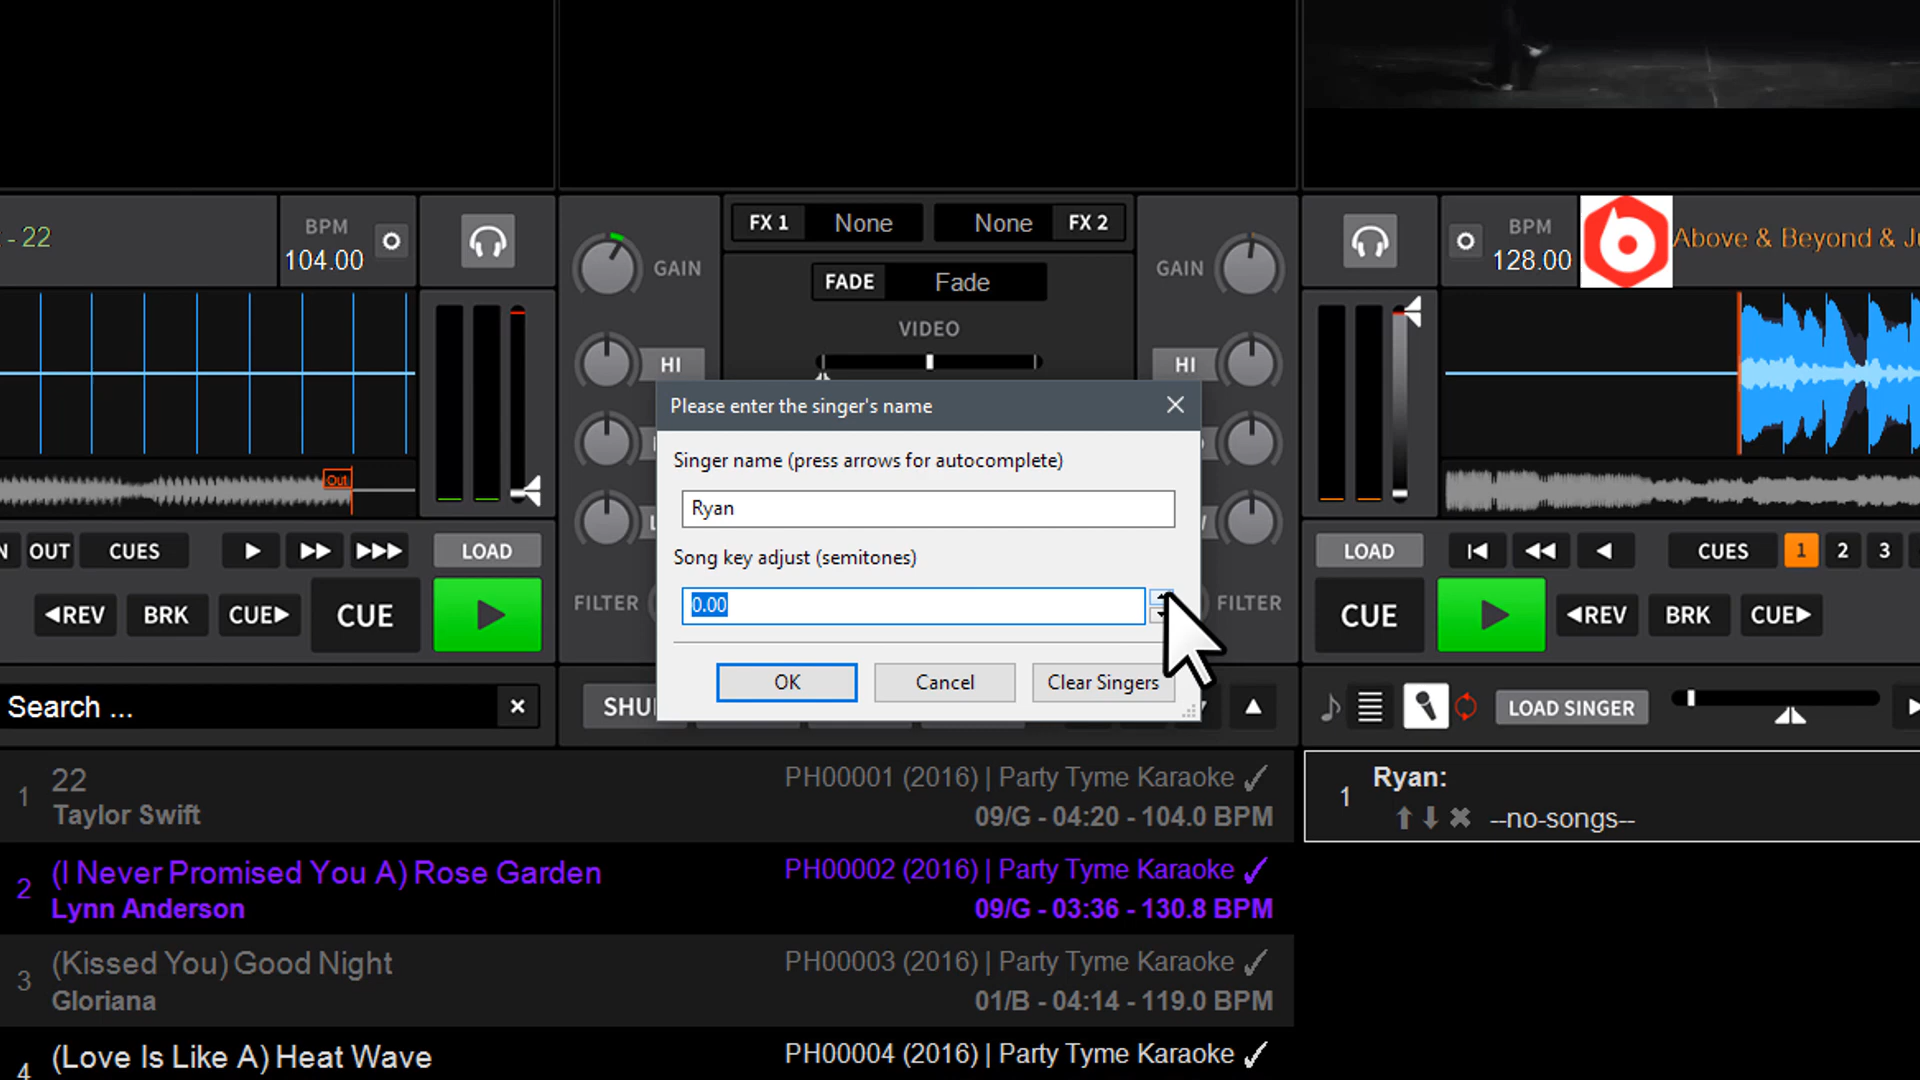 - 22
BPM
104.00
GAIN
FX 1 None
None FX 2
FADE Fade
VIDEO
GAIN
BPM
128.00
Above & Beyond &
HI
HI
Out
Please enter the singer's name
Singer name (press arrows for autocomplete)
Ryan
Song key adjust (semitones)
0.00
OK
Cancel
Clear Singers
OUT CUES LOAD
◀REV BRK CUE▶ CUE
FILTER
FILTER
LOAD CUES 1 2 3
CUE ◀REV BRK CUE▶
Search ...
LOAD SINGER
1 22 PH00001 (2016) | Party Tyme Karaoke ✓
Taylor Swift 09/G - 04:20 - 104.0 BPM
2 (I Never Promised You A) Rose Garden PH00002 (2016) | Party Tyme Karaoke ✓
Lynn Anderson 09/G - 03:36 - 130.8 BPM
3 (Kissed You) Good Night PH00003 (2016) | Party Tyme Karaoke ✓
Gloriana 01/B - 04:14 - 119.0 BPM
4 (Love Is Like A) Heat Wave PH00004 (2016) | Party Tyme Karaoke ✓
1 Ryan:
--no-songs--